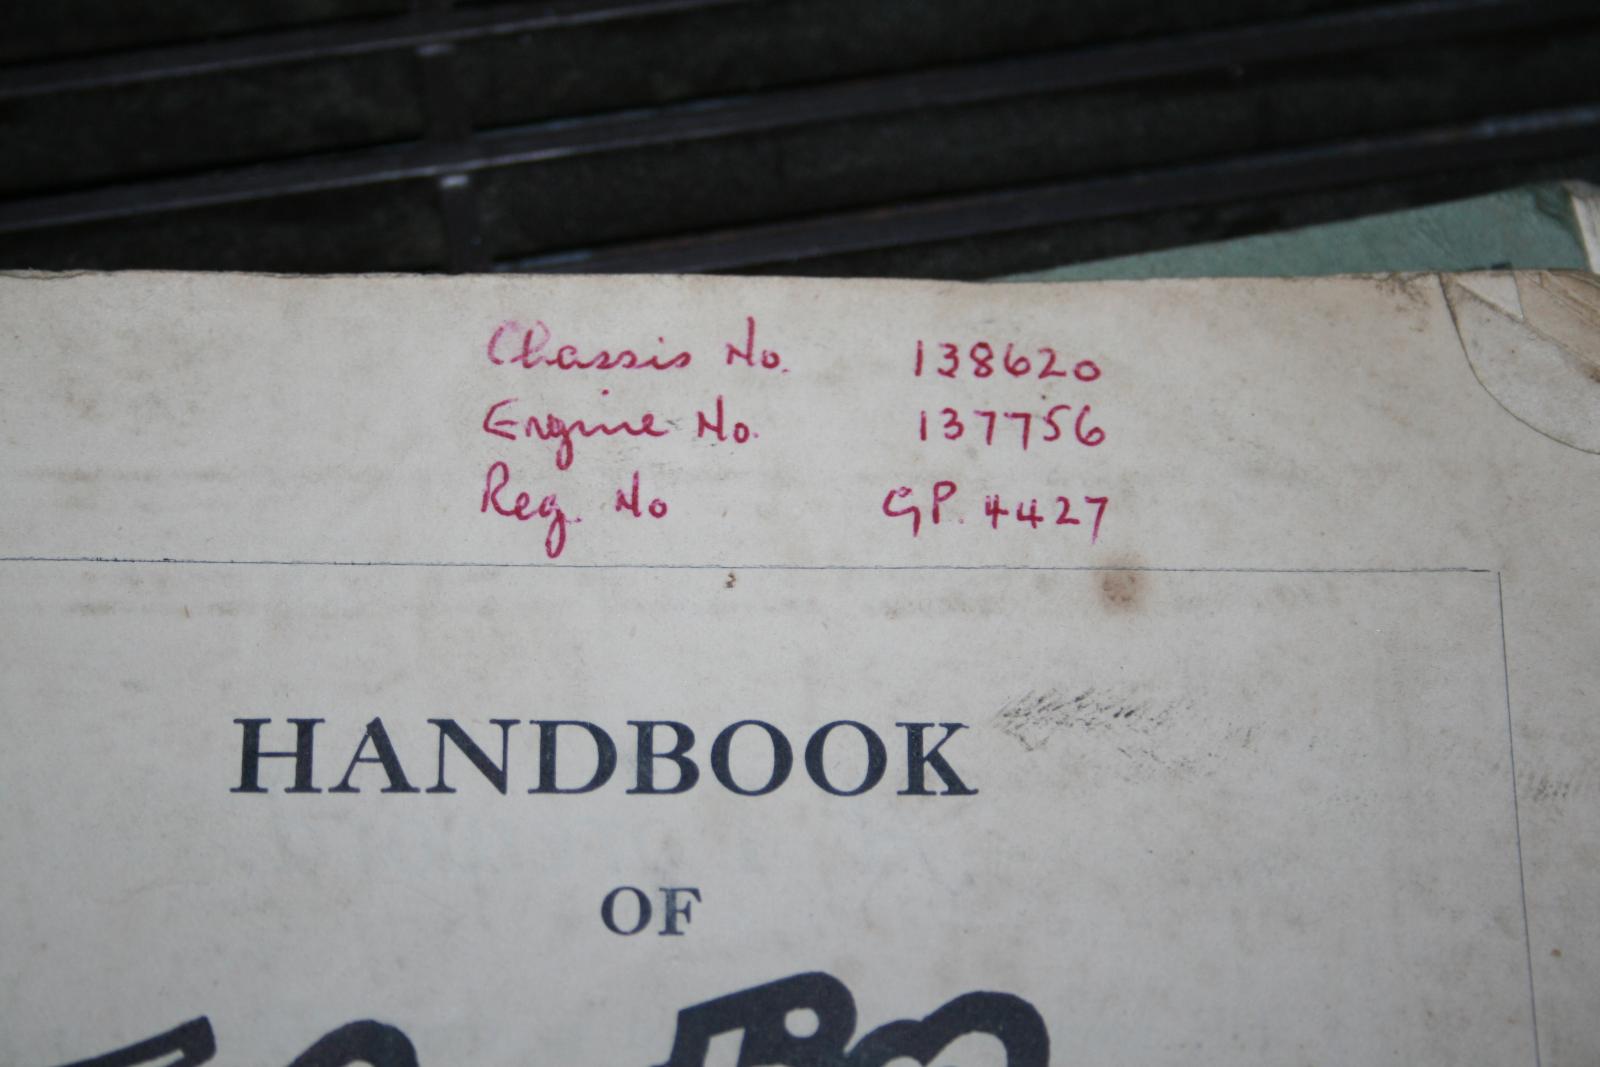 Chassis No. 138620
Engine No. 137756
Reg. No GP. 4427
HANDBOOK
OF